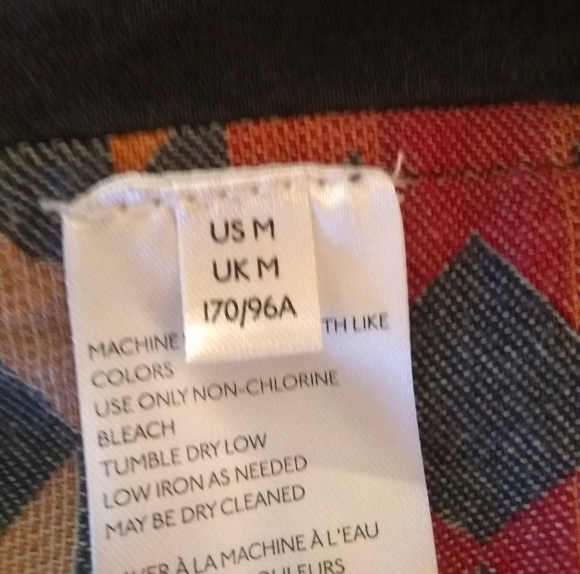 US M
UK M
170/96A
MACHINE TH LIKE
COLORS
USE ONLY NON-CHLORINE
BLEACH
TUMBLE DRY LOW
LOW IRON AS NEEDED
MAY BE DRY CLEANED
À LA MACHINE À L'EAU